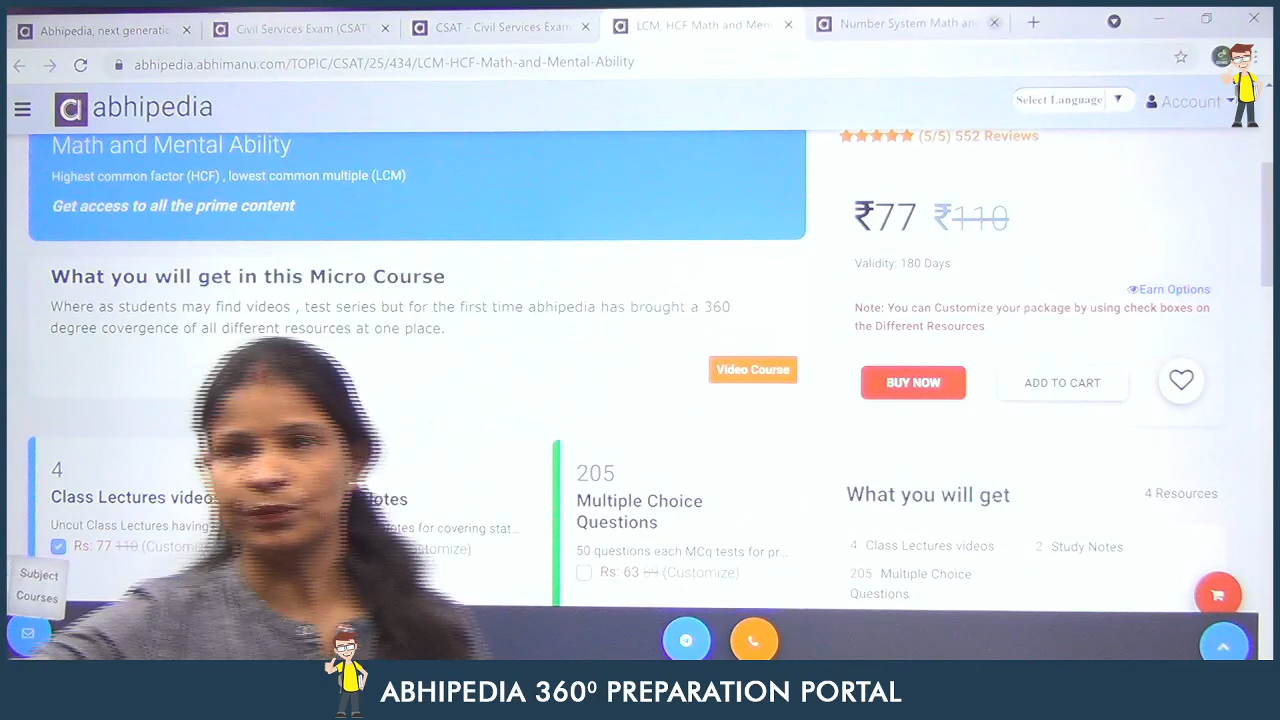 Abhipedia, next generatio
Civil Services Exam (CSAT
CSAT - Civil Services Exam
LCM, HCF Math and Men
Number System Math an
abhipedia.abhimanu.com/TOPIC/CSAT/25/434/LCM-HCF-Math-and-Mental-Ability
abhipedia
Select Language
Account
Math and Mental Ability
Highest common factor (HCF) , lowest common multiple (LCM)
Get access to all the prime content
(5/5) 552 Reviews
₹77 ₹110
Validity: 180 Days
Earn Options
Note: You can Customize your package by using check boxes on
the Different Resources
BUY NOW
ADD TO CART
What you will get in this Micro Course
Where as students may find videos , test series but for the first time abhipedia has brought a 360
degree covergence of all different resources at one place.
Video Course
4
Class Lectures video
Uncut Class Lectures having
Rs: 77 110 (Customi
otes
otes for covering stat...
stomize)
205
Multiple Choice
Questions
50 questions each MCq tests for pr...
Rs: 63 89 (Customize)
What you will get
4 Resources
4 Class Lectures videos
2 Study Notes
205 Multiple Choice
Questions
Subject
Courses
ABHIPEDIA 360⁰ PREPARATION PORTAL